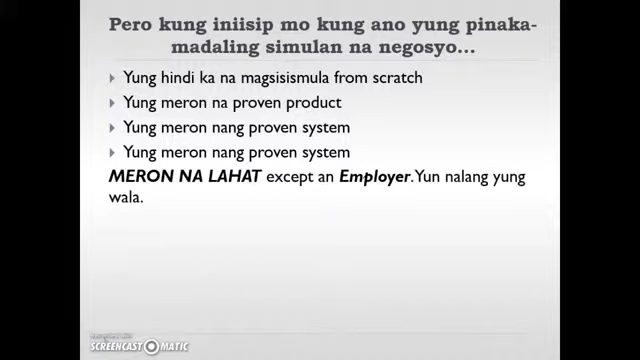 Pero kung iniisip mo kung ano yung pinaka-
madaling simulan na negosyo...
Yung hindi ka na magsisismula from scratch
Yung meron na proven product
Yung meron nang proven system
Yung meron nang proven system
MERON NA LAHAT except an Employer. Yun nalang yung
wala.
SCREENCAST MATIC